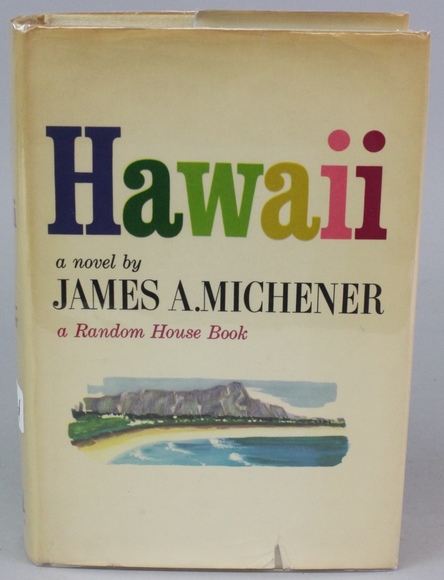 Hawaii
a novel by
JAMES A.MICHENER
a Random House Book